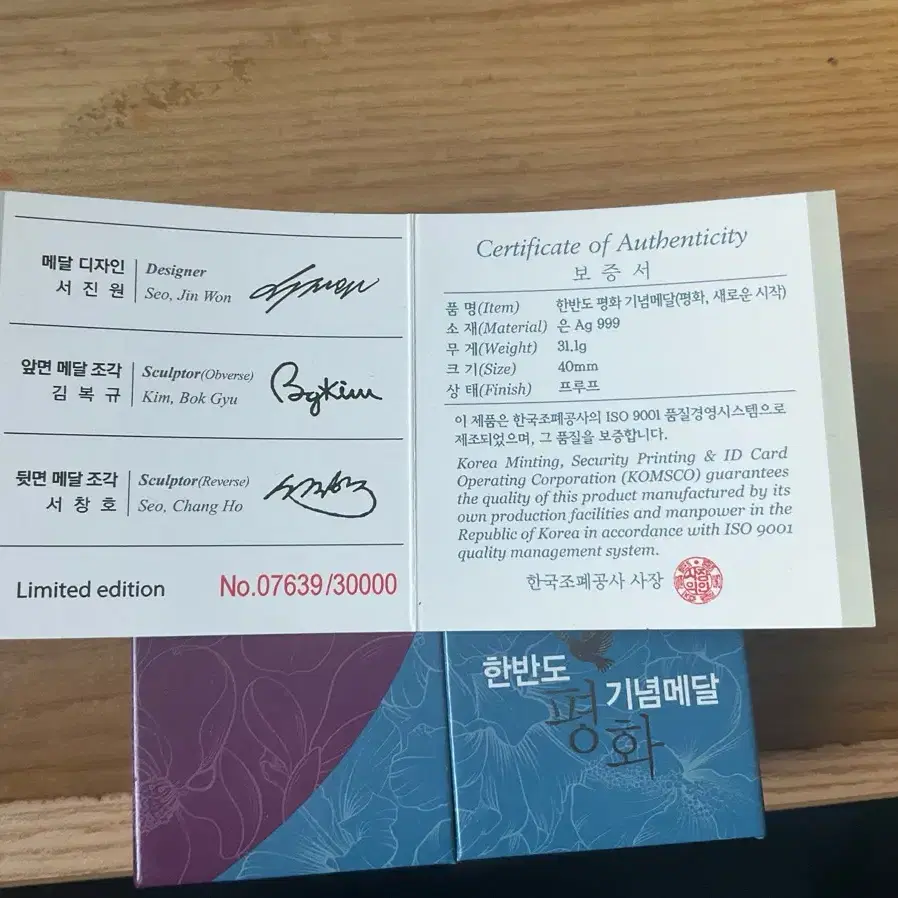 메달 디자인
서 진 원
Designer
Seo, Jin Won
앞면 메달 조각
김 복 규
Sculptor(Obverse)
Kim, Bok Gyu
BgKim
뒷면 메달 조각
서 창 호
Sculptor(Reverse)
Seo, Chang Ho
Limited edition No.07639/30000
Certificate of Authenticity
보 증 서
품 명(Item) 한반도 평화 기념메달(평화, 새로운 시작)
소 재(Material) 은 Ag 999
무 게(Weight) 31.1g
크 기(Size) 40mm
상 태(Finish) 프루프
이 제품은 한국조폐공사의 ISO 9001 품질경영시스템으로
제조되었으며, 그 품질을 보증합니다.
Korea Minting, Security Printing & ID Card
Operating Corporation (KOMSCO) guarantees
the quality of this product manufactured by its
own production facilities and manpower in the
Republic of Korea in accordance with ISO 9001
quality management system.
한국조폐공사 사장
한반도
평화
기념메달